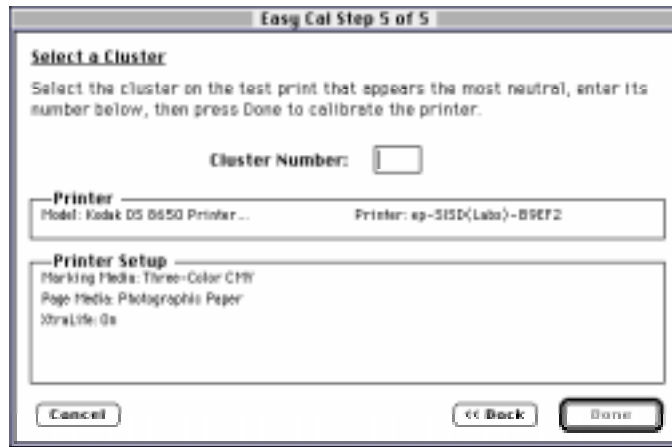 Easy Cal Step 5 of 5
Select a Cluster
Select the cluster on the test print that appears the most neutral, enter its
number below, then press Done to calibrate the printer.
Cluster Number:
Printer
Model: Kodak DS 8650 Printer... Printer: ep-SISD(Labs)-B9EF2
Printer Setup
Marking Media: Three-Color CMY
Page Media: Photographic Paper
XtraLife: On
Cancel << Back Done